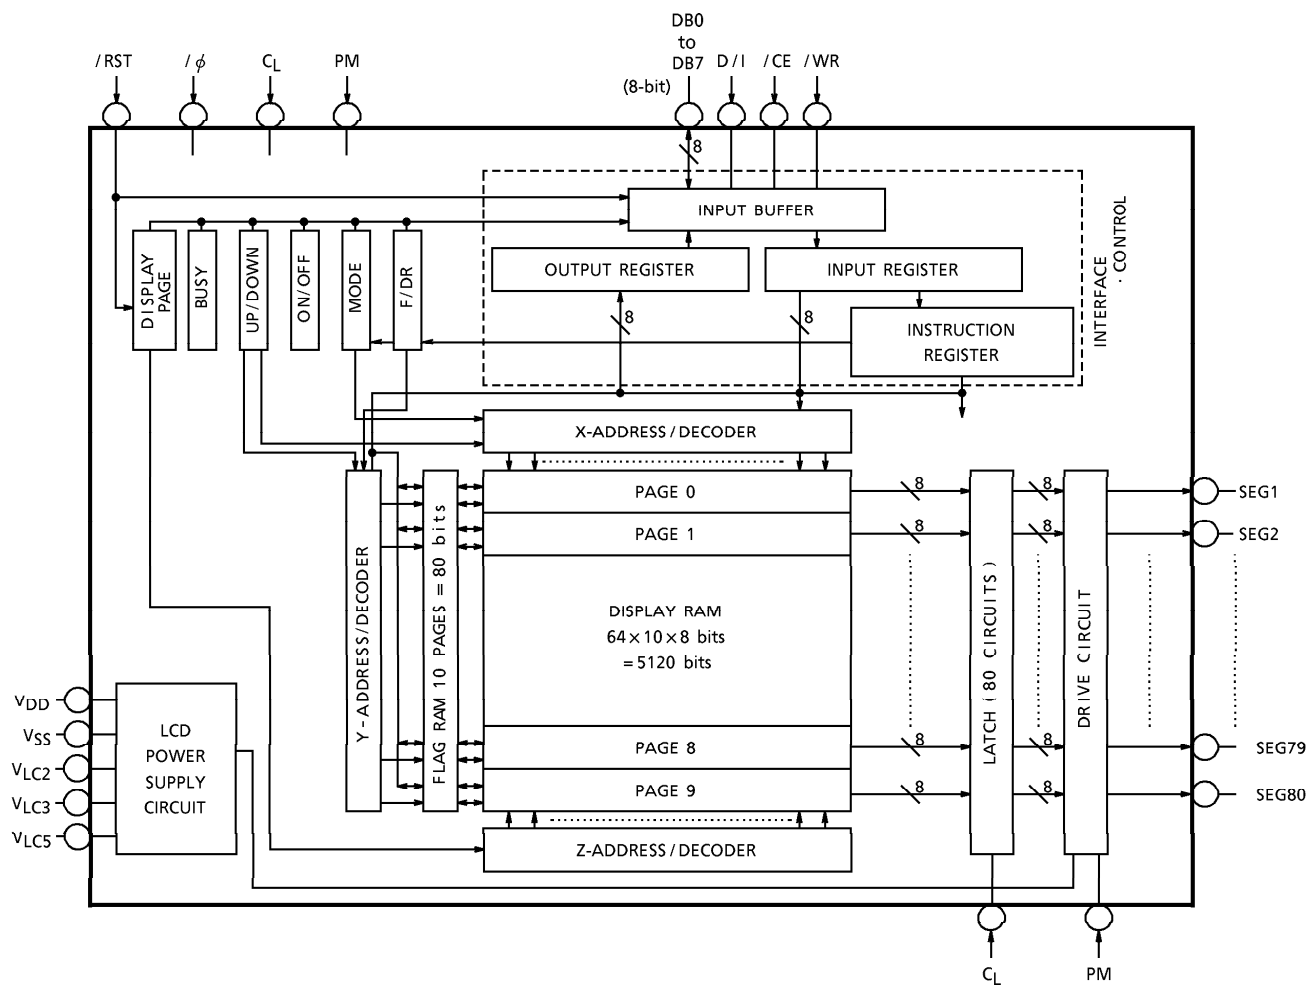 DB0
to
DB7
(8-bit)
/RST
/ϕ
CL
PM
D/I
/CE
/WR
8
INPUT BUFFER
OUTPUT REGISTER
INPUT REGISTER
8
8
INSTRUCTION
REGISTER
INTERFACE
· CONTROL
DISPLAY
PAGE
BUSY
UP/DOWN
ON/OFF
MODE
F/DR
X-ADDRESS/DECODER
Y-ADDRESS/DECODER
FLAG RAM 10 PAGES = 80 bits
PAGE 0
PAGE 1
DISPLAY RAM
64×10×8 bits
=5120 bits
PAGE 8
PAGE 9
Z-ADDRESS/DECODER
8
8
8
8
LATCH (80 CIRCUITS)
8
8
8
8
DRIVE CIRCUIT
SEG1
SEG2
SEG79
SEG80
VDD
VSS
VLC2
VLC3
VLC5
LCD
POWER
SUPPLY
CIRCUIT
CL
PM